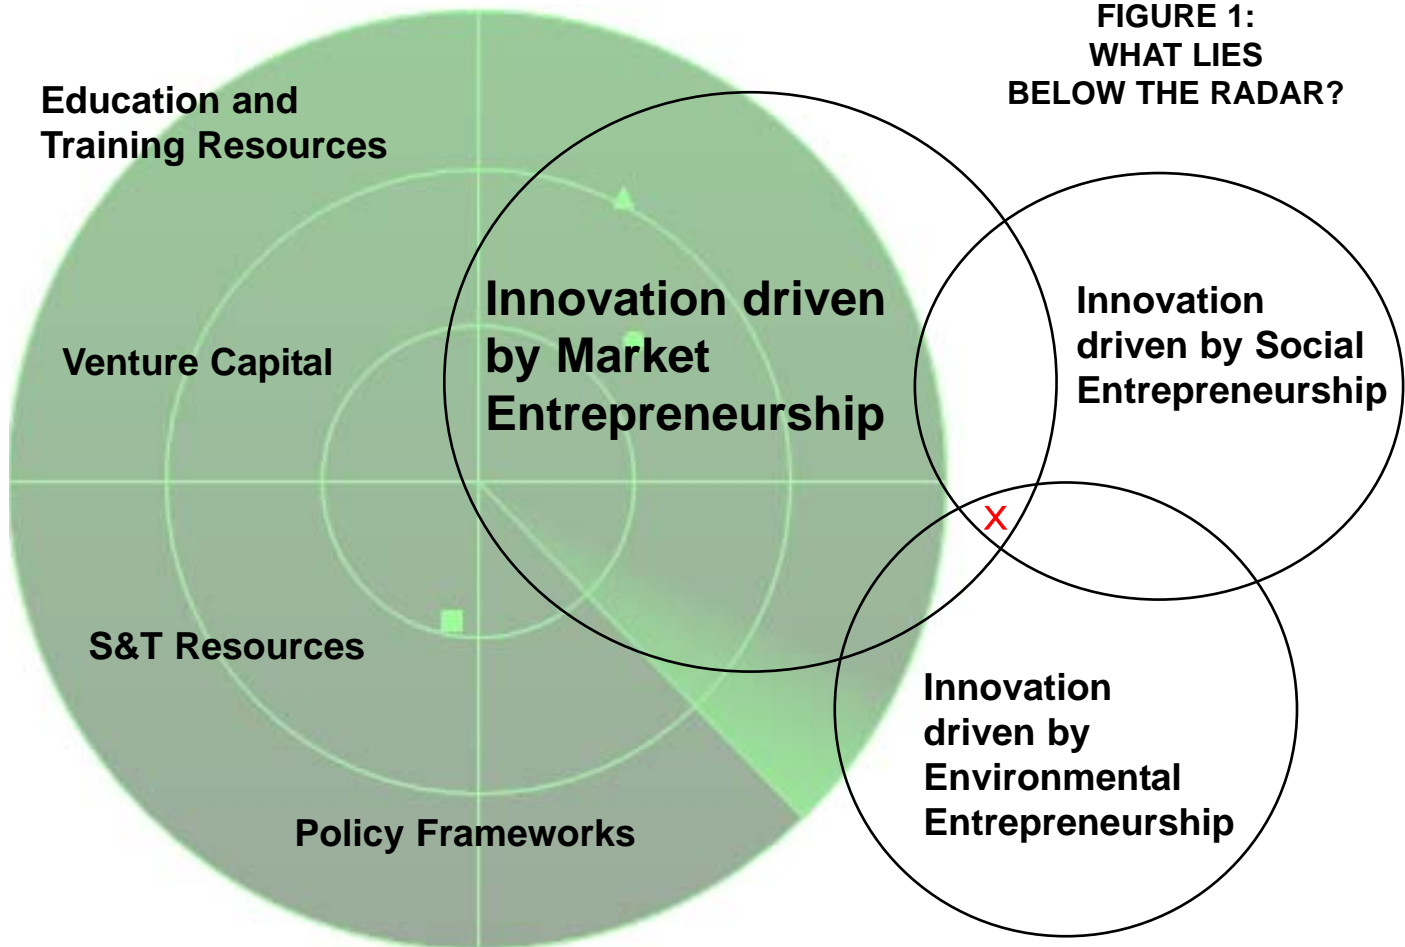 FIGURE 1:
WHAT LIES
BELOW THE RADAR?
Education and
Training Resources
Innovation driven
by Market
Entrepreneurship
Innovation
driven by Social
Entrepreneurship
Venture Capital
X
S&T Resources
Innovation
driven by
Environmental
Entrepreneurship
Policy Frameworks